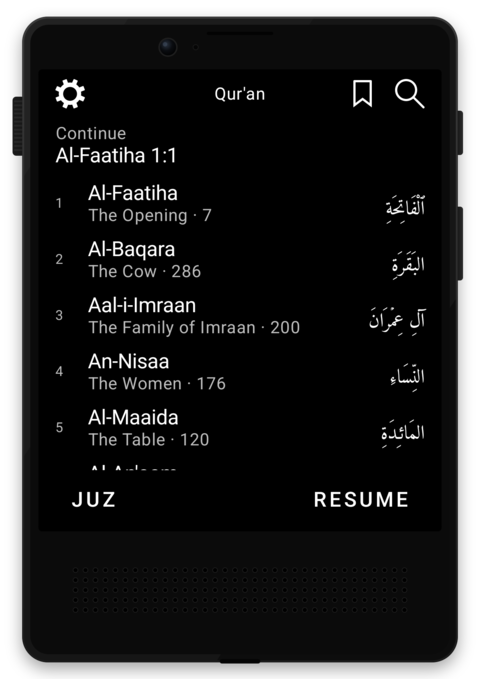 Qur'an
Continue
Al-Faatiha 1:1
1
Al-Faatiha
The Opening · 7
ٱلْفَاتِحَةِ
2
Al-Baqara
The Cow · 286
البَقَرَةِ
3
Aal-i-Imraan
The Family of Imraan · 200
آلِ عِمۡرَانَ
4
An-Nisaa
The Women · 176
النِّسَاءِ
5
Al-Maaida
The Table · 120
المَائـِدَةِ
JUZ
RESUME